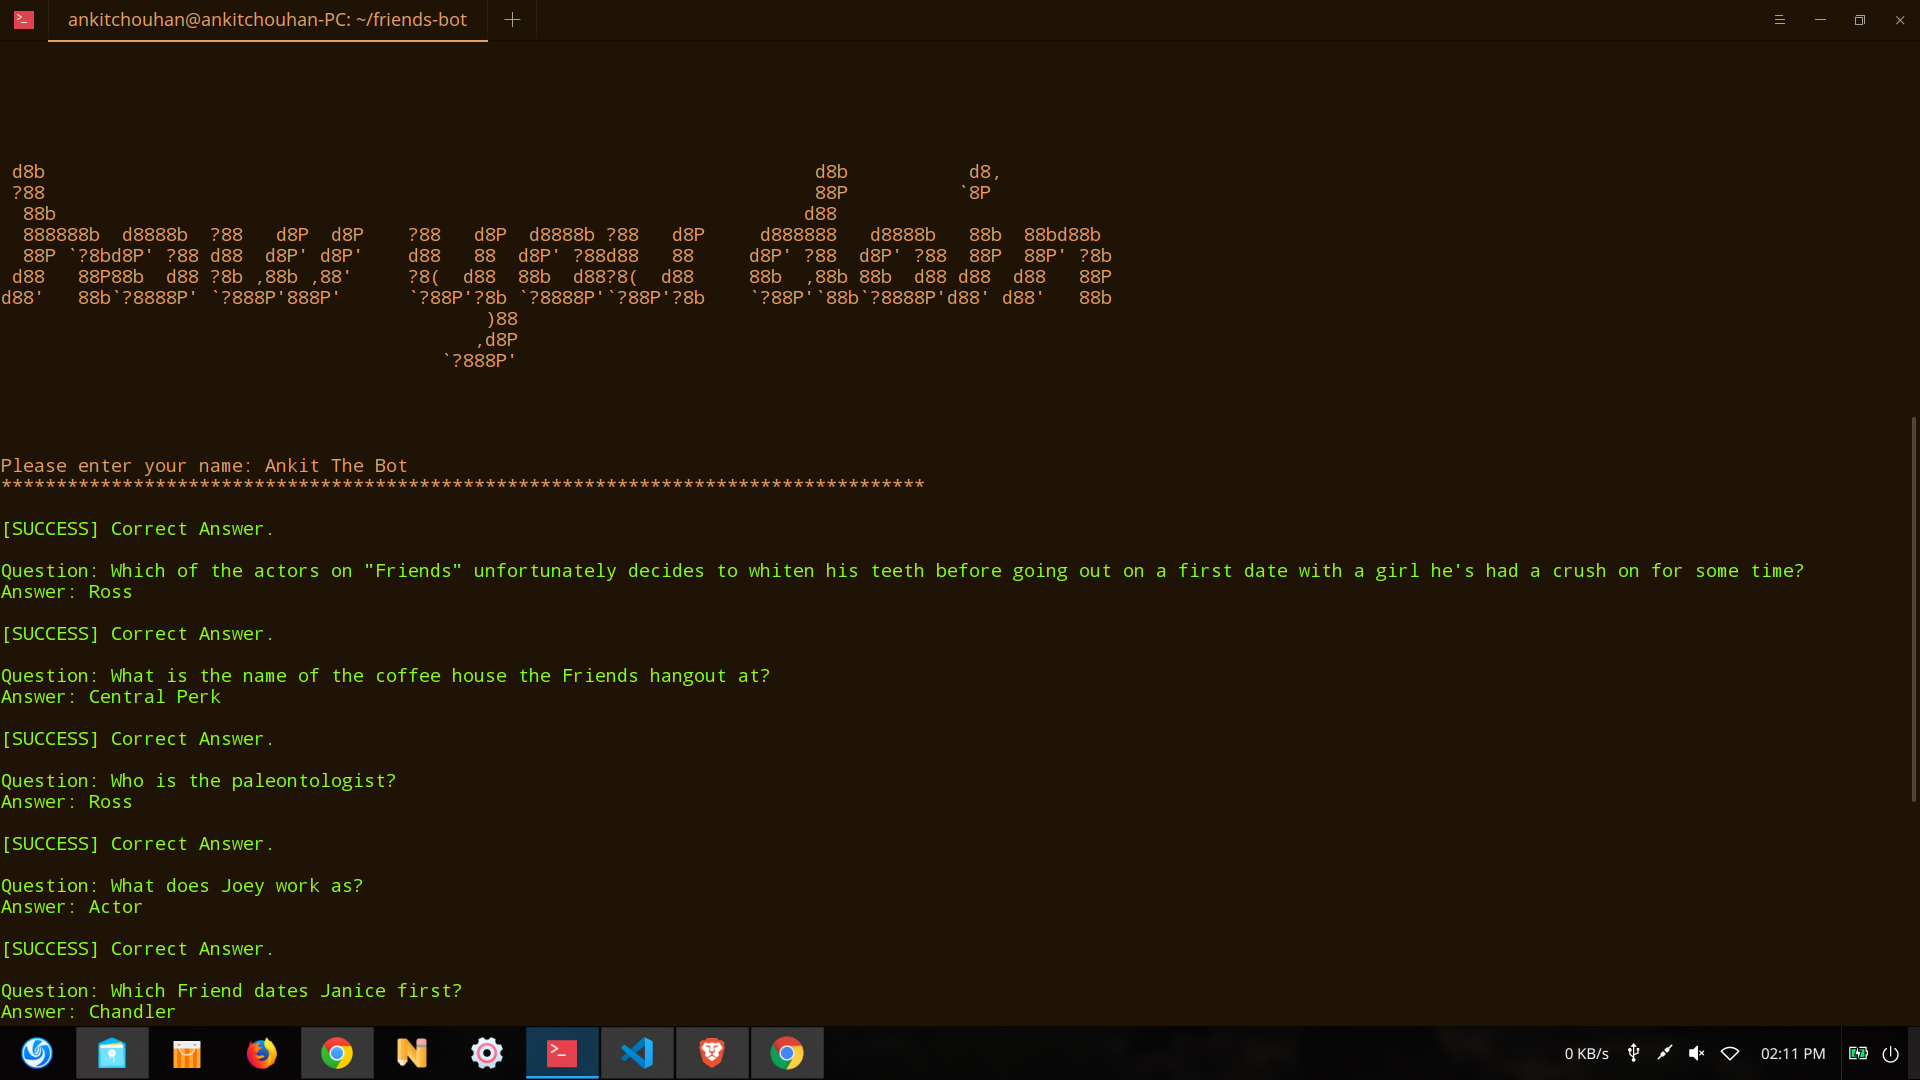 ankitchouhan@ankitchouhan-PC: ~/friends-bot
 d8b                                                                      d8b           d8,
 ?88                                                                      88P          `8P
  88b                                                                    d88
  888888b  d8888b  ?88   d8P  d8P    ?88   d8P  d8888b ?88   d8P     d888888   d8888b   88b  88bd88b
  88P `?8bd8P' ?88 d88  d8P' d8P'    d88   88  d8P' ?88d88   88     d8P' ?88  d8P' ?88  88P  88P' ?8b
 d88   88P88b  d88 ?8b ,88b ,88'     ?8(  d88  88b  d88?8(  d88     88b  ,88b 88b  d88 d88  d88   88P
d88'   88b`?8888P' `?888P'888P'      `?88P'?8b `?8888P'`?88P'?8b    `?88P'`88b`?8888P'd88' d88'   88b
                                            )88
                                           ,d8P
                                        `?888P'
Please enter your name: Ankit The Bot
************************************************************************************
[SUCCESS] Correct Answer.
Question: Which of the actors on "Friends" unfortunately decides to whiten his teeth before going out on a first date with a girl he's had a crush on for some time?
Answer: Ross
[SUCCESS] Correct Answer.
Question: What is the name of the coffee house the Friends hangout at?
Answer: Central Perk
[SUCCESS] Correct Answer.
Question: Who is the paleontologist?
Answer: Ross
[SUCCESS] Correct Answer.
Question: What does Joey work as?
Answer: Actor
[SUCCESS] Correct Answer.
Question: Which Friend dates Janice first?
Answer: Chandler
0 KB/s 02:11 PM